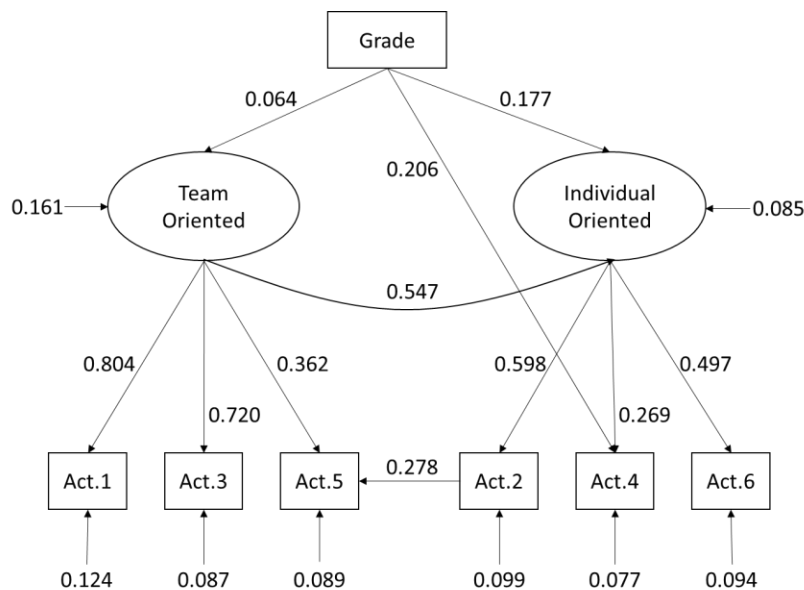 Grade
0.064
0.177
0.206
Team
Oriented
Individual
Oriented
0.161
0.085
0.547
0.804
0.362
0.598
0.497
0.720
0.269
Act.1
Act.3
Act.5
0.278
Act.2
Act.4
Act.6
0.124
0.087
0.089
0.099
0.077
0.094